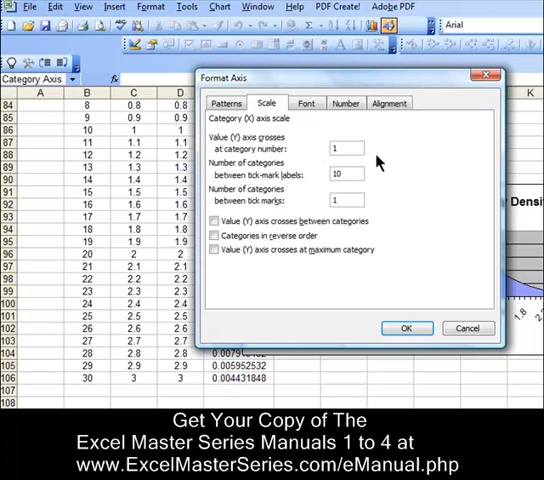 File Edit View Insert Format Tools Chart Window Help PDF Create! Adobe PDF
Arial
Category Axis fx
A B C D K
84 8 0.8 0.8
85 9 0.9 0.9
86 10 1 1
87 11 1.1 1.1
88 12 1.2 1.2
89 13 1.3 1.3
90 14 1.4 1.4
91 15 1.5 1.5
92 16 1.6 1.6
93 17 1.7 1.7
94 18 1.8 1.8
95 19 1.9 1.9
96 20 2 2
97 21 2.1 2.1
98 22 2.2 2.2
99 23 2.3 2.3
100 24 2.4 2.4
101 25 2.5 2.5
102 26 2.6 2.6
103 27 2.7 2.7
104 28 2.8 2.8
105 29 2.9 2.9 0.005952532
106 30 3 3 0.004431848
107
108
Format Axis
Patterns Scale Font Number Alignment
Category (X) axis scale
Value (Y) axis crosses
at category number: 1
Number of categories
between tick-mark labels: 10
Number of categories
between tick marks: 1
Value (Y) axis crosses between categories
Categories in reverse order
Value (Y) axis crosses at maximum category
OK Cancel
y Densi
1.8
Get Your Copy of The
Excel Master Series Manuals 1 to 4 at
www.ExcelMasterSeries.com/eManual.php